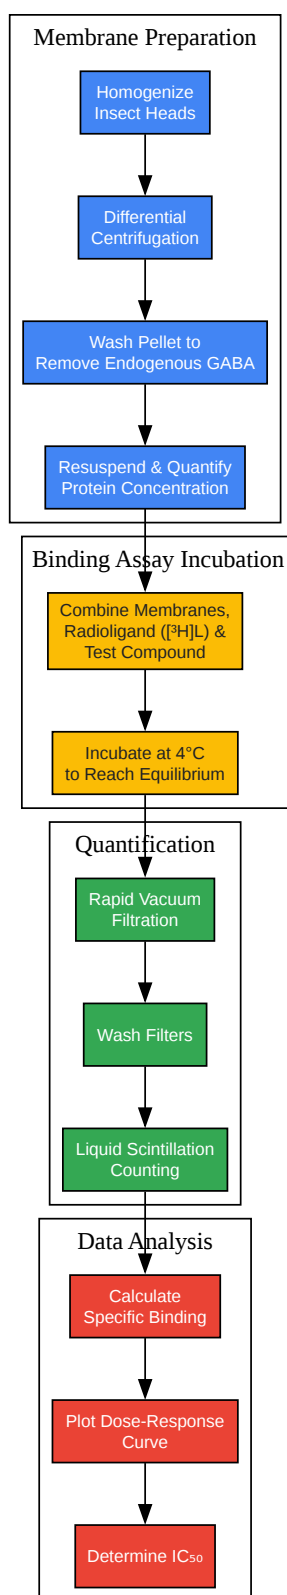 Membrane Preparation
Homogenize
Insect Heads
Differential
Centrifugation
Wash Pellet to
Remove Endogenous GABA
Resuspend & Quantify
Protein Concentration
Binding Assay Incubation
Combine Membranes,
Radioligand ([³H]L) &
Test Compound
Incubate at 4°C
to Reach Equilibrium
Quantification
Rapid Vacuum
Filtration
Wash Filters
Liquid Scintillation
Counting
Data Analysis
Calculate
Specific Binding
Plot Dose-Response
Curve
Determine IC₅₀